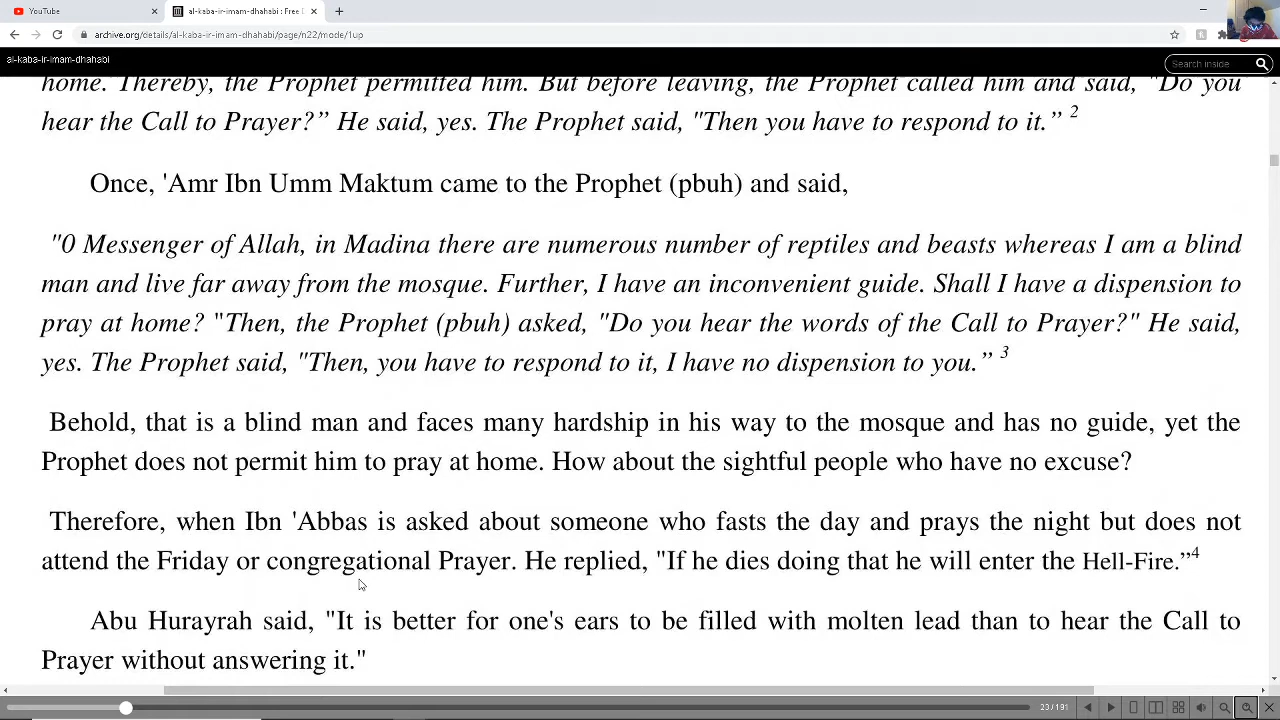 YouTube
al-kaba-ir-imam-dhahabi : Free
archive.org/details/al-kaba-ir-imam-dhahabi/page/n22/mode/1up
al-kaba-ir-imam-dhahabi
Search inside
home. Thereby, the Prophet permitted him. But before leaving, the Prophet called him and said, "Do you
hear the Call to Prayer?” He said, yes. The Prophet said, "Then you have to respond to it.” 2
Once, 'Amr Ibn Umm Maktum came to the Prophet (pbuh) and said,
"0 Messenger of Allah, in Madina there are numerous number of reptiles and beasts whereas I am a blind
man and live far away from the mosque. Further, I have an inconvenient guide. Shall I have a dispension to
pray at home? "Then, the Prophet (pbuh) asked, "Do you hear the words of the Call to Prayer?" He said,
yes. The Prophet said, "Then, you have to respond to it, I have no dispension to you.” 3
Behold, that is a blind man and faces many hardship in his way to the mosque and has no guide, yet the
Prophet does not permit him to pray at home. How about the sightful people who have no excuse?
Therefore, when Ibn 'Abbas is asked about someone who fasts the day and prays the night but does not
attend the Friday or congregational Prayer. He replied, "If he dies doing that he will enter the Hell-Fire.”4
Abu Hurayrah said, "It is better for one's ears to be filled with molten lead than to hear the Call to
Prayer without answering it."
23 / 191